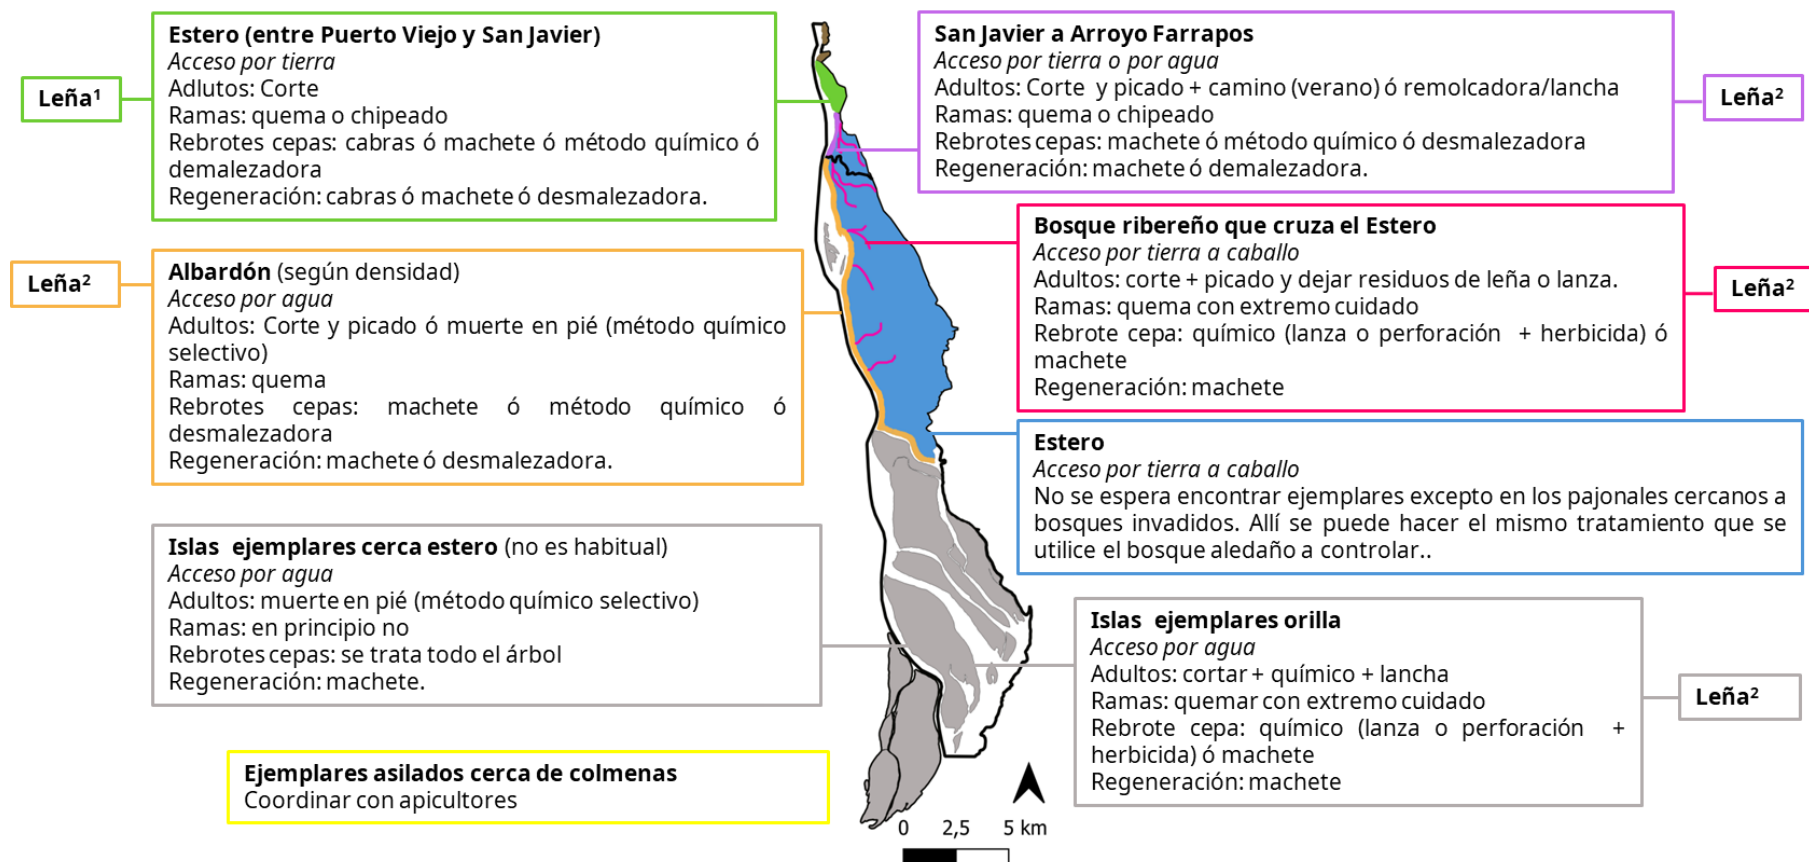 Estero (entre Puerto Viejo y San Javier)
Acceso por tierra
Adlutos: Corte
Ramas: quema o chipeado
Rebrotes cepas: cabras ó machete ó método químico ó
demalezadora
Regeneración: cabras ó machete ó desmalezadora.
Leña¹
San Javier a Arroyo Farrapos
Acceso por tierra o por agua
Adultos: Corte y picado + camino (verano) ó remolcadora/lancha
Ramas: quema o chipeado
Rebrotes cepas: machete ó método químico ó desmalezadora
Regeneración: machete ó demalezadora.
Leña²
Albardón (según densidad)
Acceso por agua
Adultos: Corte y picado ó muerte en pié (método químico
selectivo)
Ramas: quema
Rebrotes cepas: machete ó método químico ó
desmalezadora
Regeneración: machete ó desmalezadora.
Leña²
Bosque ribereño que cruza el Estero
Acceso por tierra a caballo
Adultos: corte + picado y dejar residuos de leña o lanza.
Ramas: quema con extremo cuidado
Rebrote cepa: químico (lanza o perforación + herbicida) ó
machete
Regeneración: machete
Leña²
Estero
Acceso por tierra a caballo
No se espera encontrar ejemplares excepto en los pajonales cercanos a
bosques invadidos. Allí se puede hacer el mismo tratamiento que se
utilice el bosque aledaño a controlar..
Islas ejemplares cerca estero (no es habitual)
Acceso por agua
Adultos: muerte en pié (método químico selectivo)
Ramas: en principio no
Rebrotes cepas: se trata todo el árbol
Regeneración: machete.
Islas ejemplares orilla
Acceso por agua
Adultos: cortar + químico + lancha
Ramas: quemar con extremo cuidado
Rebrote cepa: químico (lanza o perforación +
herbicida) ó machete
Regeneración: machete
Leña²
Ejemplares asilados cerca de colmenas
Coordinar con apicultores
0 2,5 5 km